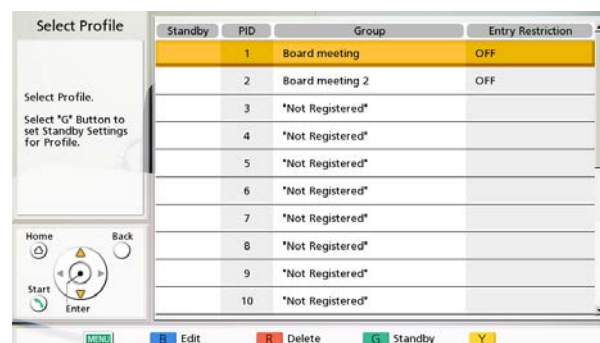 Select Profile
Standby PID Group Entry Restriction
1 Board meeting OFF
2 Board meeting 2 OFF
3 "Not Registered"
4 "Not Registered"
5 "Not Registered"
6 "Not Registered"
7 "Not Registered"
8 "Not Registered"
9 "Not Registered"
10 "Not Registered"
Select Profile.
Select "G" Button to
set Standby Settings
for Profile.
Home Back
Start
Enter
MENU B Edit R Delete G Standby Y